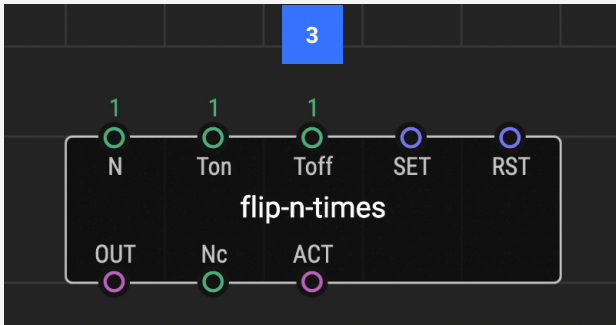 3
1 1 1
N Ton Toff SET RST
flip-n-times
OUT Nc ACT